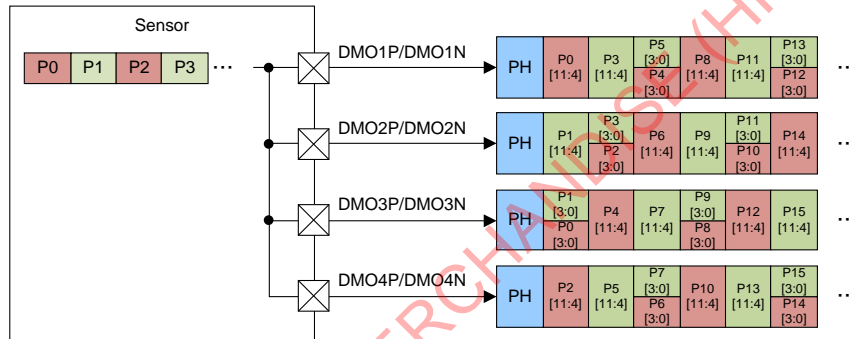 Sensor
P0 P1 P2 P3 ...
DMO1P/DMO1N
PH P0 [11:4] P3 [11:4] P5 [3:0] P4 [3:0] P8 [11:4] P11 [11:4] P13 [3:0] P12 [3:0] ..
DMO2P/DMO2N
PH P1 [11:4] P3 [3:0] P2 [3:0] P6 [11:4] P9 [11:4] P11 [3:0] P10 [3:0] P14 [11:4] ..
DMO3P/DMO3N
PH P1 [3:0] P0 [3:0] P4 [11:4] P7 [11:4] P9 [3:0] P8 [3:0] P12 [11:4] P15 [11:4] ..
DMO4P/DMO4N
PH P2 [11:4] P5 [11:4] P7 [3:0] P6 [3:0] P10 [11:4] P13 [11:4] P15 [3:0] P14 [3:0] ..
ERCHANDISE (H